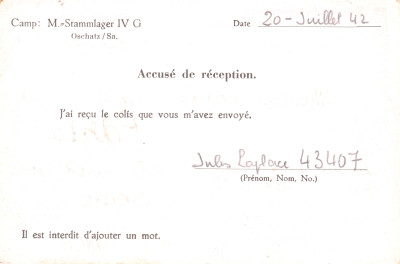 Camp: M.-Stammlager IV G
Oschatz/Sa.
Date 20-Juillet 42
Accusé de réception.
J'ai reçu le colis que vous m'avez envoyé.
Jules Laplace 43407
(Prénom, Nom, No.)
Il est interdit d'ajouter un mot.